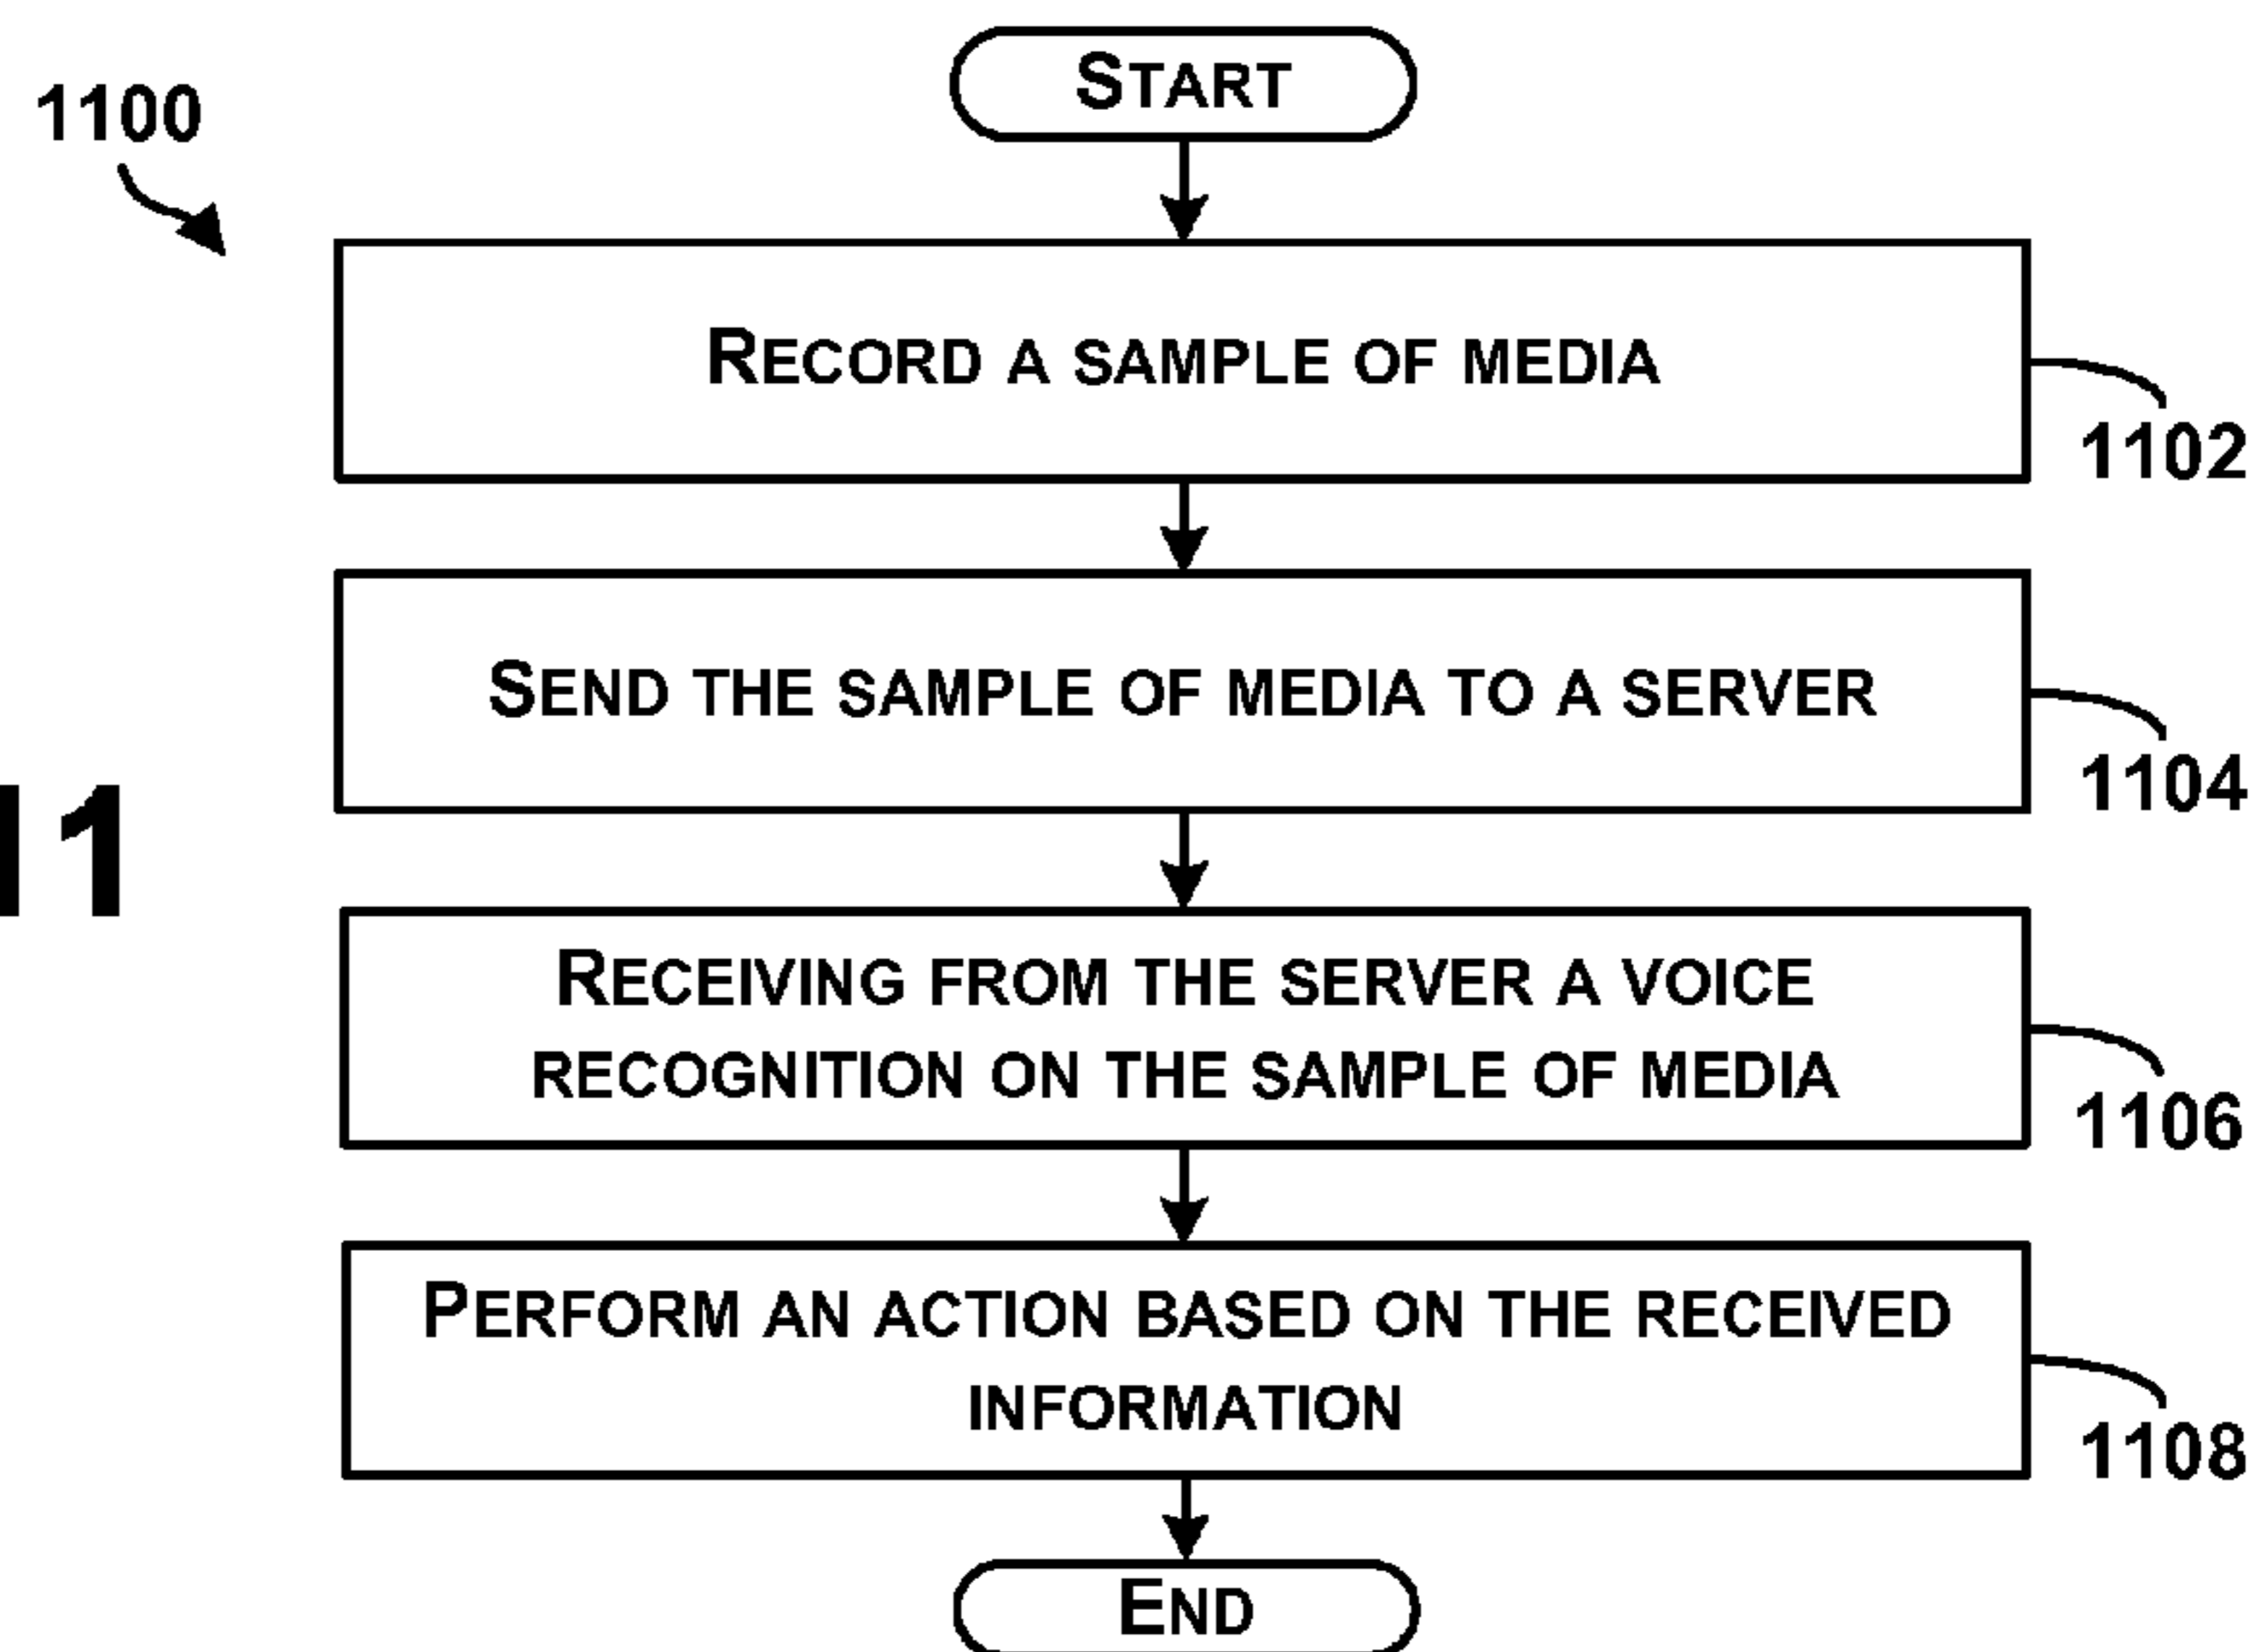 START
1100
RECORD A SAMPLE OF MEDIA
1102
SEND THE SAMPLE OF MEDIA TO A SERVER
1104
11
RECEIVING FROM THE SERVER A VOICE
RECOGNITION ON THE SAMPLE OF MEDIA
1106
PERFORM AN ACTION BASED ON THE RECEIVED
INFORMATION
1108
END